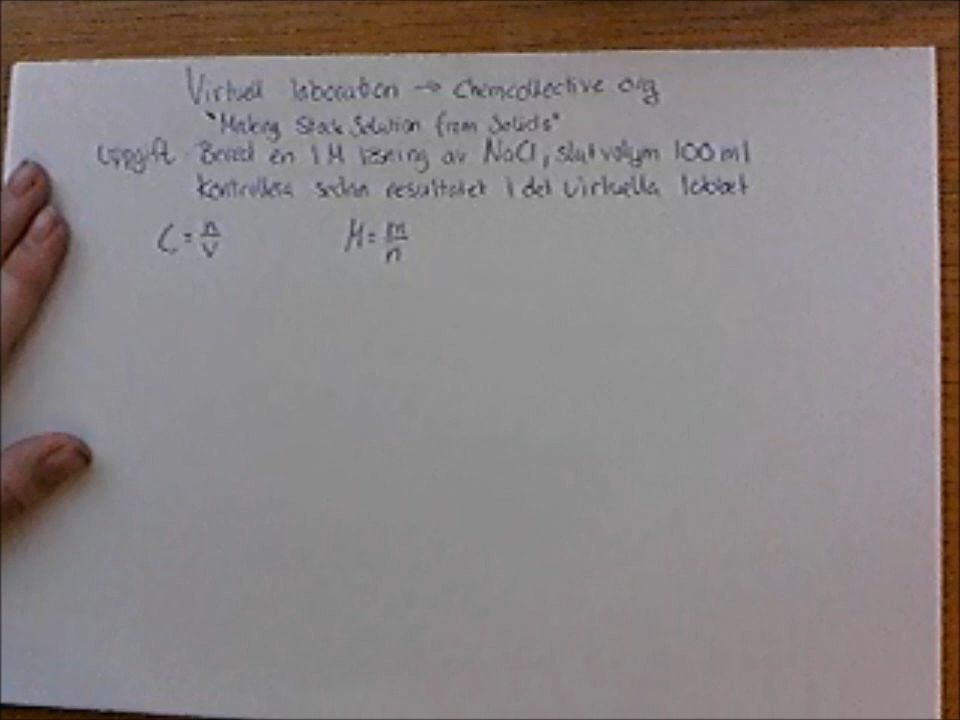 Virtuell laboration → Chemcollective org
"Making Stock Solution from Solids"
Uppgift. Bered en 1 M lösning av NaCl, slutvolym 100 ml
Kontrollera sedan resultatet i det virtuella labbet
C = n/v M = m/n